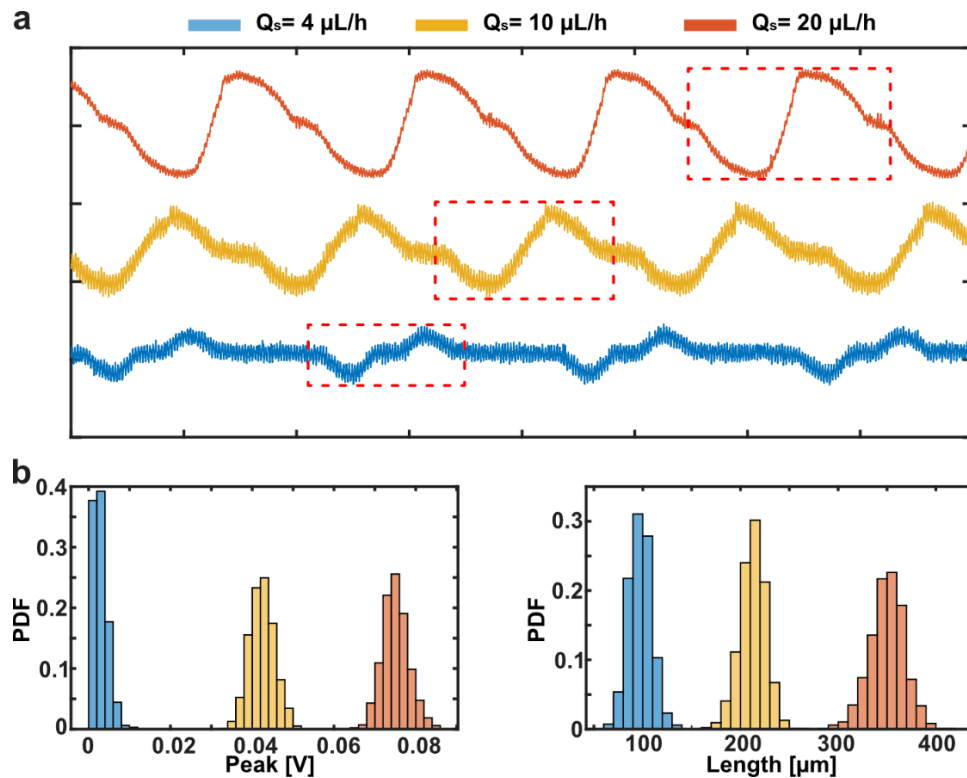 a
Qs= 4 µL/h
Qs= 10 µL/h
Qs= 20 µL/h
b
0.4
0.3
0.2
0.1
0
PDF
0
0.02
0.04
0.06
0.08
Peak [V]
0.3
0.2
0.1
0
PDF
100
200
300
400
Length [µm]